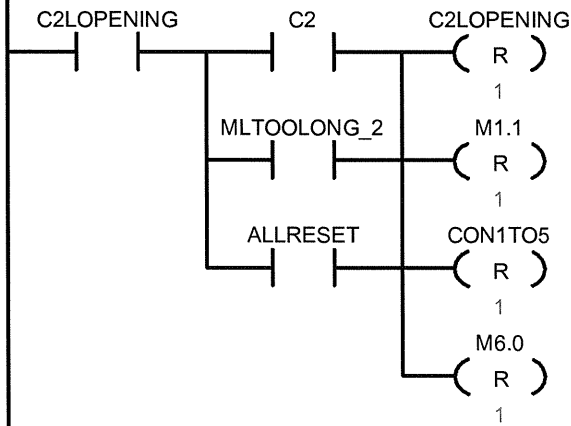 C2LOPENING C2 C2LOPENING
R
1
MLTOOLONG_2 M1.1
R
1
ALLRESET CON1TO5
R
1
M6.0
R
1